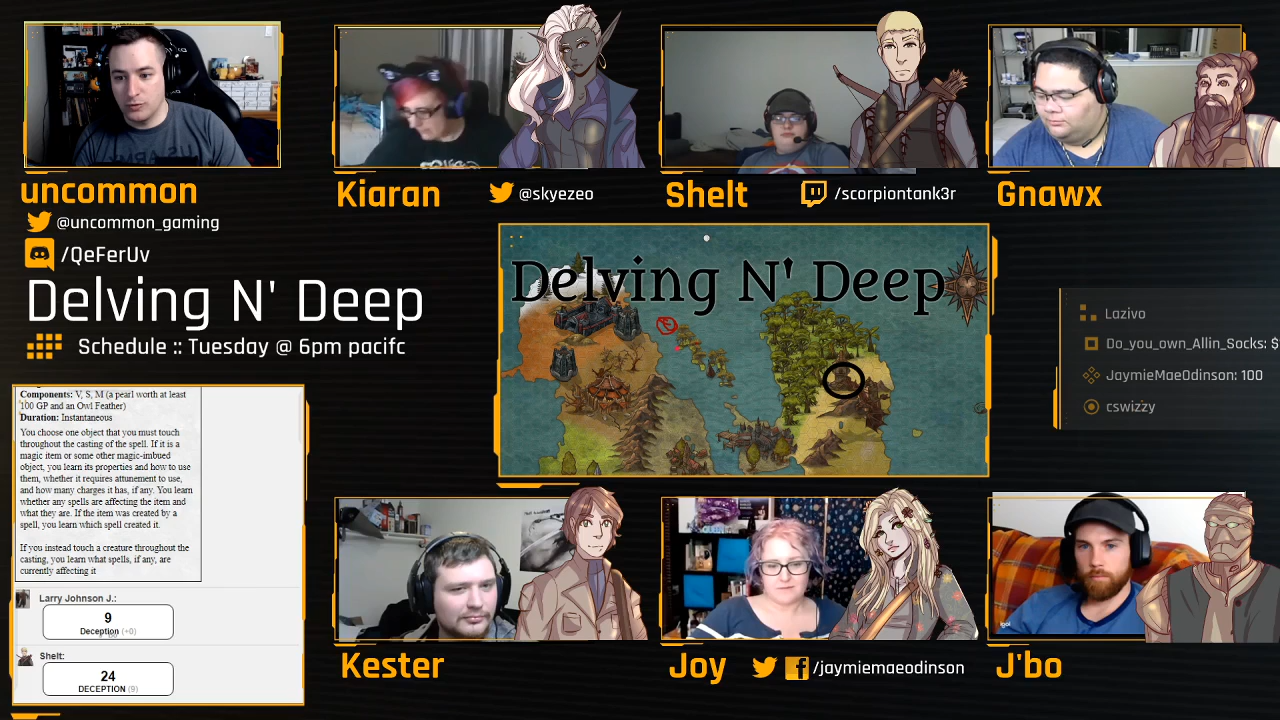 uncommon
@uncommon_gaming
/QeFerUv
Kiaran
@skyezeo
Shelt
/scorpiontank3r
Gnawx
Delving N' Deep
Schedule :: Tuesday @ 6pm pacifc
Delving N' Deep
Lazivo
Do_you_own_Allin_Socks: $
JaymieMaeOdinson: 100
cswizzy
Components: V, S, M (a pearl worth at least
100 GP and an Owl Feather)
Duration: Instantaneous
You choose one object that you must touch
throughout the casting of the spell. If it is a
magic item or some other magic-imbued
object, you learn its properties and how to use
them, whether it requires attunement to use,
and how many charges it has, if any. You learn
whether any spells are affecting the item and
what they are. If the item was created by a
spell, you learn which spell created it.
If you instead touch a creature throughout the
casting, you learn what spells, if any, are
currently affecting it
Larry Johnson J.:
9
Deception (+0)
Shelt:
24
DECEPTION (9)
Kester
Joy
/jaymiemaeodinson
J'bo